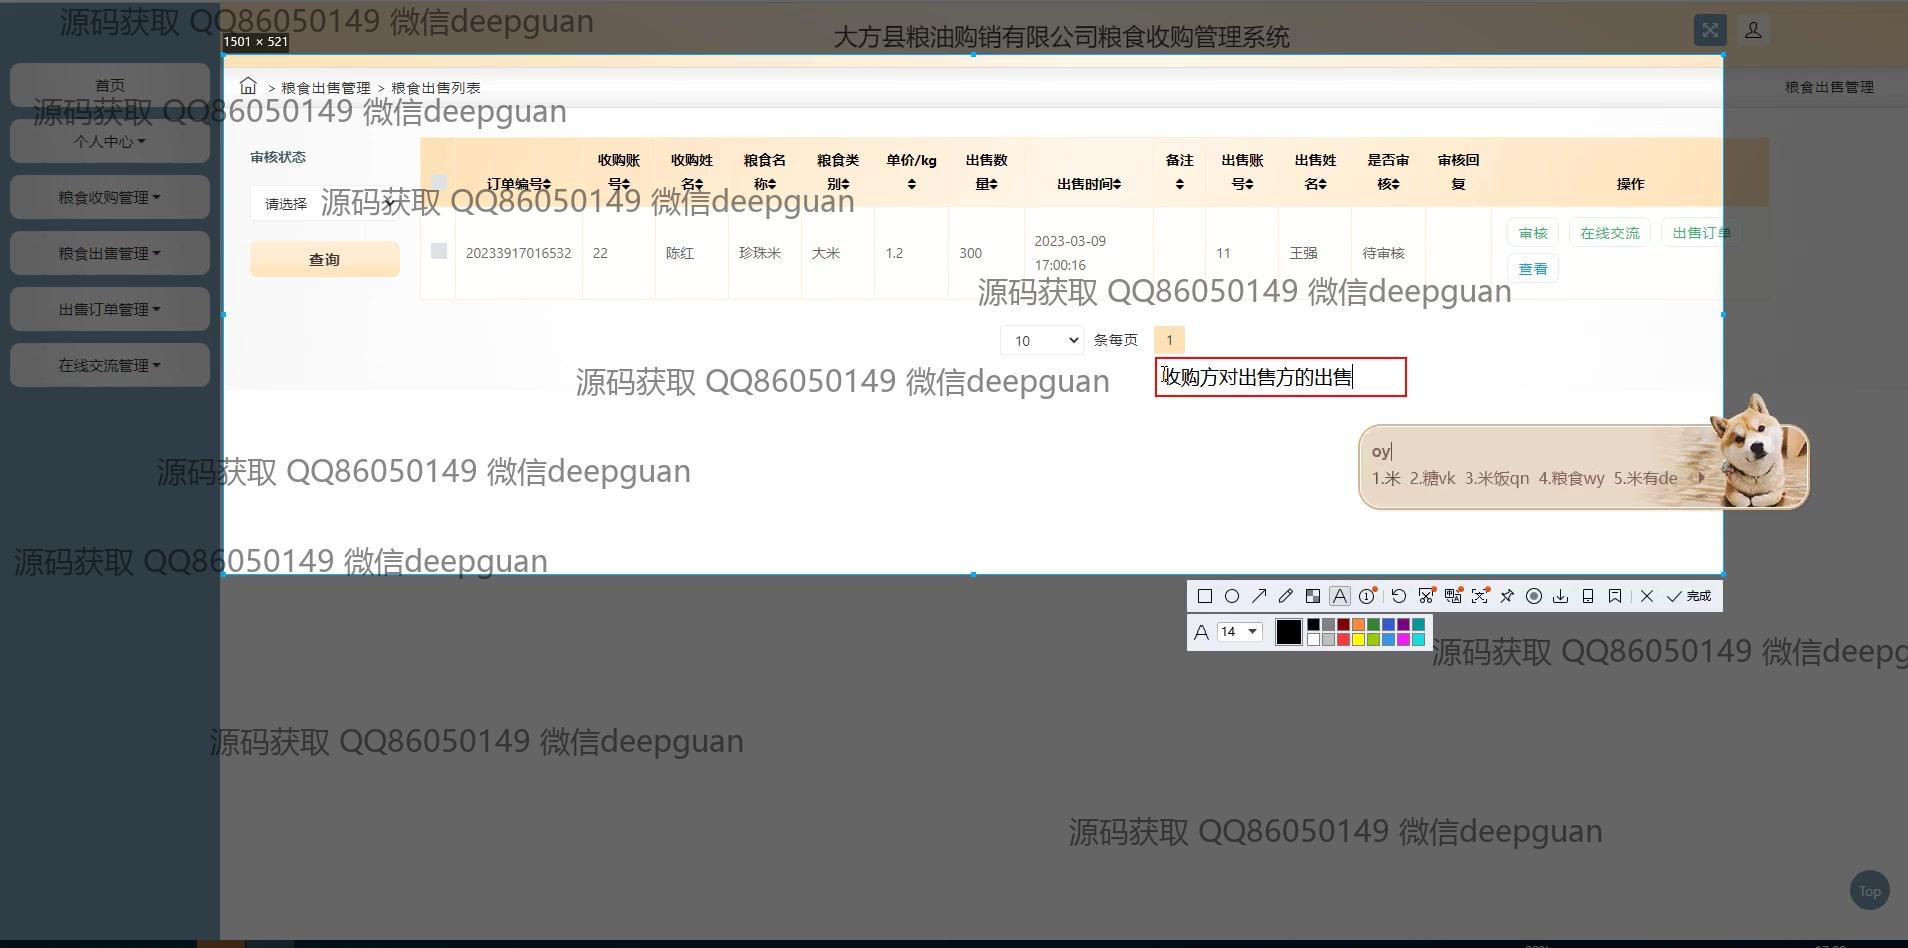 源码获取 QQ86050149 微信deepguan
1501 × 521
大方县粮油购销有限公司粮食收购管理系统
首页
> 粮食出售管理 > 粮食出售列表
粮食出售管理
源码获取 QQ86050149 微信deepguan
个人中心
粮食收购管理
粮食出售管理
出售订单管理
在线交流管理
审核状态
请选择
查询
订单编号
收购账号
收购姓名
粮食名称
粮食类别
单价/kg
出售数量
出售时间
备注
出售账号
出售姓名
是否审核
审核回复
操作
源码获取 QQ86050149 微信deepguan
20233917016532 22 陈红 珍珠米 大米 1.2 300 2023-03-09 17:00:16 11 王强 待审核
审核 在线交流 出售订单
查看
源码获取 QQ86050149 微信deepguan
10 条每页 1
源码获取 QQ86050149 微信deepguan
收购方对出售方的出售
oy
1.米 2.糖vk 3.米饭qn 4.粮食wy 5.米有de
源码获取 QQ86050149 微信deepguan
源码获取 QQ86050149 微信deepguan
完成
A 14
源码获取 QQ86050149 微信deepg
源码获取 QQ86050149 微信deepguan
源码获取 QQ86050149 微信deepguan
Top